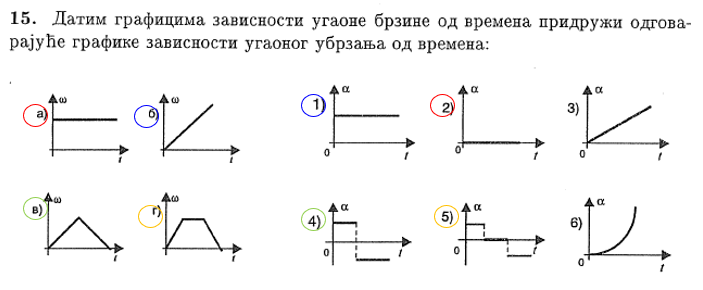 15. Датим графицима зависности угаоне брзине од времена придружи одгова-
рајуће графике зависности угаоног убрзања од времена:
а) ω t
б) ω t
1) α 0 t
2) α 0 t
3) α 0 t
в) ω t
г) ω t
4) α 0 t
5) α 0 t
6) α 0 t